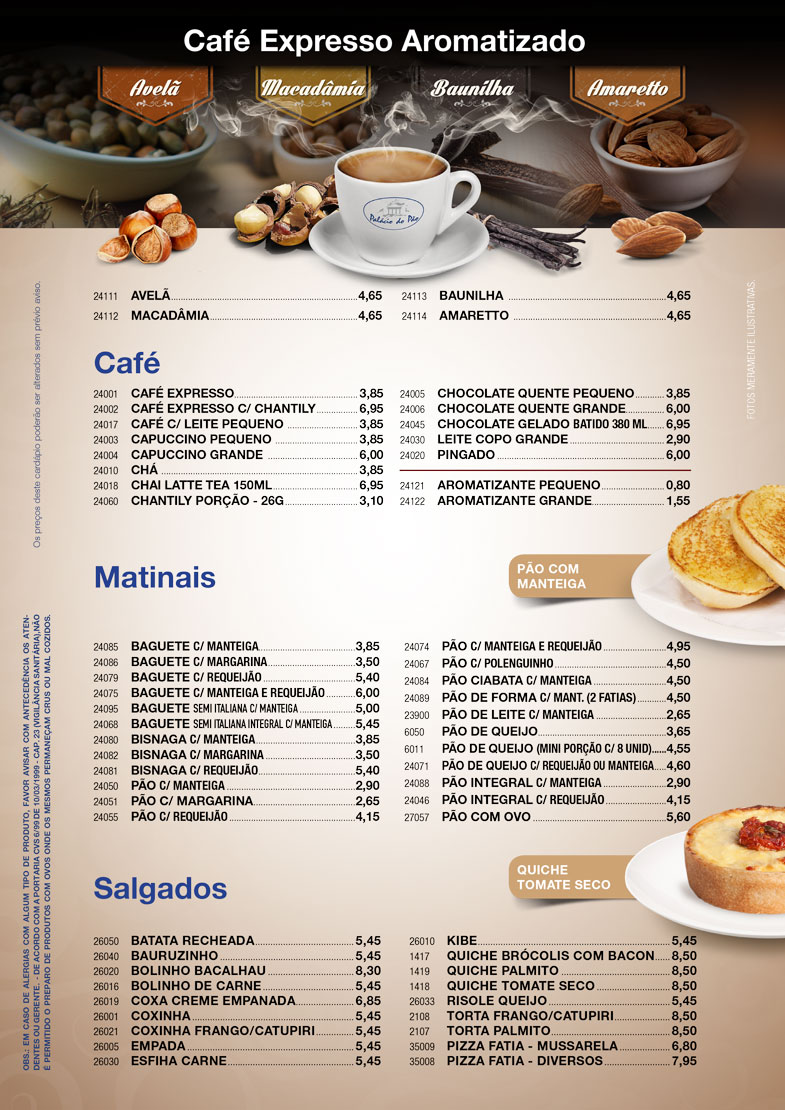 Café Expresso Aromatizado
Avelã
Macadâmia
Baunilha
Amaretto
Palácio do Pão
24111 AVELÃ 4,65
24112 MACADÂMIA 4,65
24113 BAUNILHA 4,65
24114 AMARETTO 4,65
Café
24001 CAFÉ EXPRESSO 3,85
24002 CAFÉ EXPRESSO C/ CHANTILY 6,95
24017 CAFÉ C/ LEITE PEQUENO 3,85
24003 CAPUCCINO PEQUENO 3,85
24004 CAPUCCINO GRANDE 6,00
24010 CHÁ 3,85
24018 CHAI LATTE TEA 150ML 6,95
24060 CHANTILY PORÇÃO - 26G 3,10
24005 CHOCOLATE QUENTE PEQUENO 3,85
24006 CHOCOLATE QUENTE GRANDE 6,00
24045 CHOCOLATE GELADO BATIDO 380 ML 6,95
24030 LEITE COPO GRANDE 2,90
24020 PINGADO 6,00
24121 AROMATIZANTE PEQUENO 0,80
24122 AROMATIZANTE GRANDE 1,55
Matinais
PÃO COM
MANTEIGA
24085 BAGUETE C/ MANTEIGA 3,85
24086 BAGUETE C/ MARGARINA 3,50
24079 BAGUETE C/ REQUEIJÃO 5,40
24075 BAGUETE C/ MANTEIGA E REQUEIJÃO 6,00
24095 BAGUETE SEMI ITALIANA C/ MANTEIGA 5,00
24068 BAGUETE SEMI ITALIANA INTEGRAL C/ MANTEIGA 5,45
24080 BISNAGA C/ MANTEIGA 3,85
24082 BISNAGA C/ MARGARINA 3,50
24081 BISNAGA C/ REQUEIJÃO 5,40
24050 PÃO C/ MANTEIGA 2,90
24051 PÃO C/ MARGARINA 2,65
24055 PÃO C/ REQUEIJÃO 4,15
24074 PÃO C/ MANTEIGA E REQUEIJÃO 4,95
24067 PÃO C/ POLENGUINHO 4,50
24084 PÃO CIABATA C/ MANTEIGA 4,50
24089 PÃO DE FORMA C/ MANT. (2 FATIAS) 4,50
23900 PÃO DE LEITE C/ MANTEIGA 2,65
6050 PÃO DE QUEIJO 3,65
6011 PÃO DE QUEIJO (MINI PORÇÃO C/ 8 UNID) 4,55
24071 PÃO DE QUEIJO C/ REQUEIJÃO OU MANTEIGA 4,60
24088 PÃO INTEGRAL C/ MANTEIGA 2,90
24046 PÃO INTEGRAL C/ REQUEIJÃO 4,15
27057 PÃO COM OVO 5,60
Salgados
QUICHE
TOMATE SECO
26050 BATATA RECHEADA 5,45
26040 BAURUZINHO 5,45
26020 BOLINHO BACALHAU 8,30
26016 BOLINHO DE CARNE 5,45
26019 COXA CREME EMPANADA 6,85
26001 COXINHA 5,45
26021 COXINHA FRANGO/CATUPIRI 5,45
26005 EMPADA 5,45
26030 ESFIHA CARNE 5,45
26010 KIBE 5,45
1417 QUICHE BRÓCOLIS COM BACON 8,50
1419 QUICHE PALMITO 8,50
1418 QUICHE TOMATE SECO 8,50
26033 RISOLE QUEIJO 5,45
2108 TORTA FRANGO/CATUPIRI 8,50
2107 TORTA PALMITO 8,50
35009 PIZZA FATIA - MUSSARELA 6,80
35008 PIZZA FATIA - DIVERSOS 7,95
Os preços deste cardápio poderão ser alterados sem prévio aviso.
OBS.: EM CASO DE ALERGIAS COM ALGUM TIPO DE PRODUTO, FAVOR AVISAR COM ANTECEDÊNCIA OS ATEN-
DENTES OU GERENTE. - DE ACORDO COM A PORTARIA CVS 6/99 DE 10/03/1999 - CAP. 23 (VIGILÂNCIA SANITÁRIA),NÃO
É PERMITIDO O PREPARO DE PRODUTOS COM OVOS ONDE OS MESMOS PERMANEÇAM CRUS OU MAL COZIDOS.
FOTOS MERAMENTE ILUSTRATIVAS.